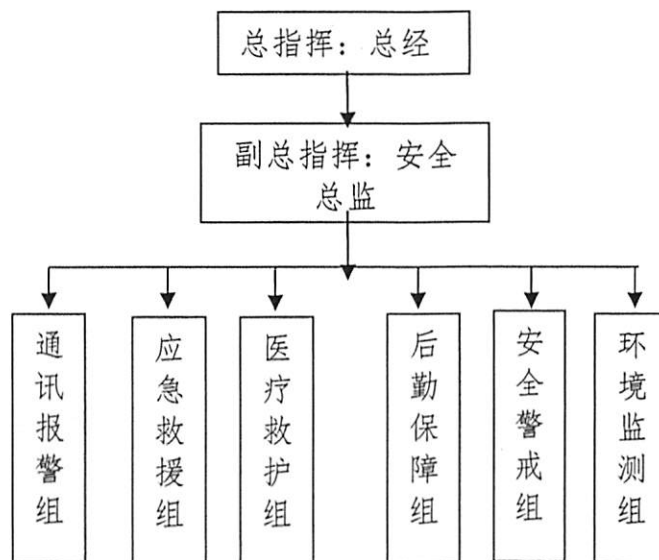 总指挥：总经
副总指挥：安全
总监
通讯报警组
应急救援组
医疗救护组
后勤保障组
安全警戒组
环境监测组